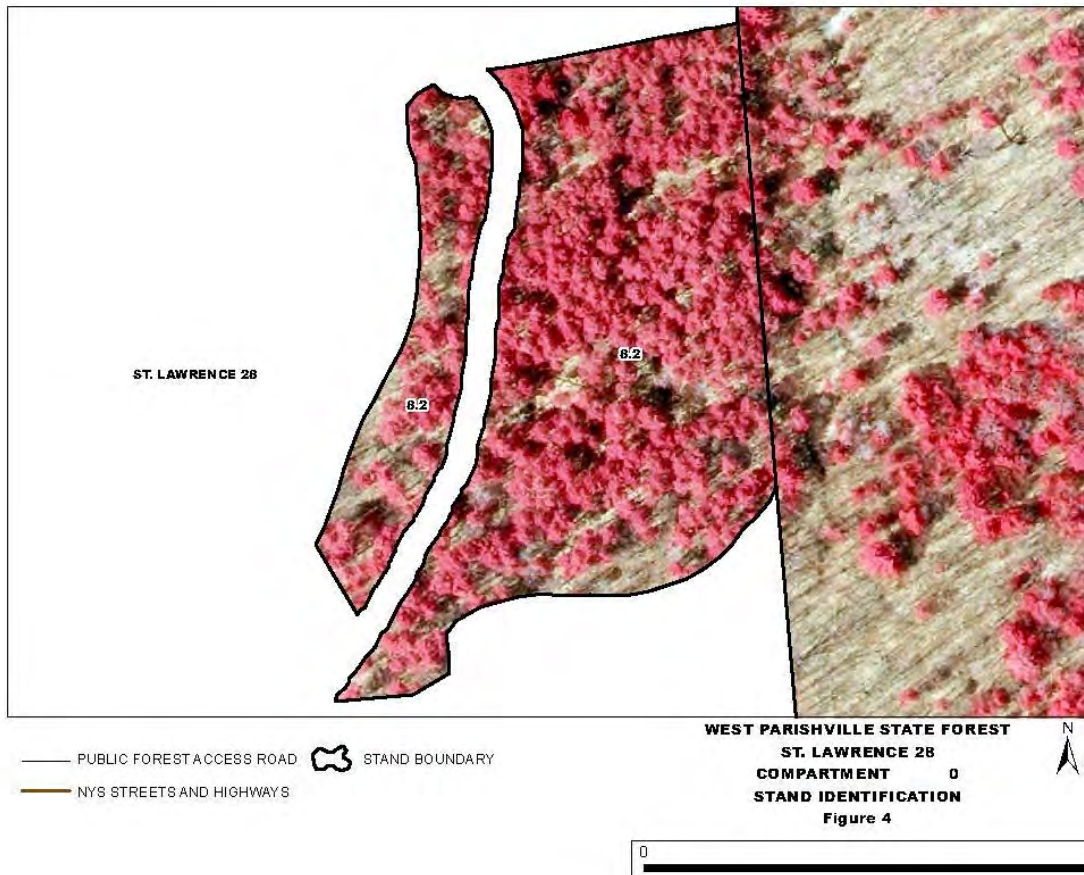 ST. LAWRENCE 28
8.2
8.2
PUBLIC FOREST ACCESS ROAD
STAND BOUNDARY
NYS STREETS AND HIGHWAYS
WEST PARISHVILLE STATE FOREST
ST. LAWRENCE 28
COMPARTMENT 0
STAND IDENTIFICATION
Figure 4
N
0